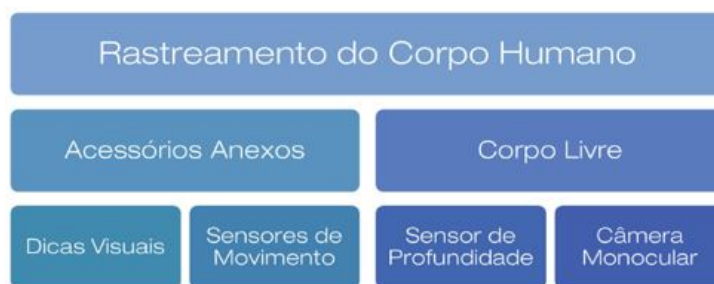 Rastreamento do Corpo Humano
Acessórios Anexos
Corpo Livre
Dicas Visuais
Sensores de
Movimento
Sensor de
Profundidade
Câmera
Monocular